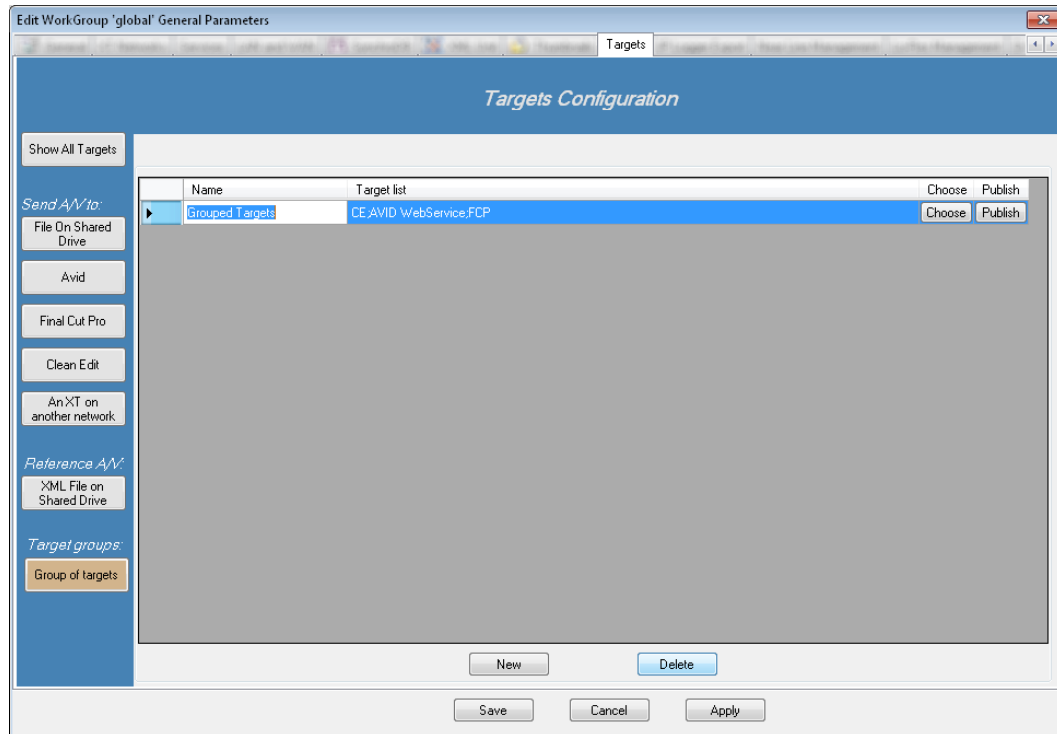 Edit WorkGroup 'global' General Parameters
Targets
Targets Configuration
Show All Targets
Name Target list Choose Publish
Grouped Targets CE;AVID WebService;FCP Choose Publish
Send A/V to:
File On Shared
Drive
Avid
Final Cut Pro
Clean Edit
An XT on
another network
Reference A/V:
XML File on
Shared Drive
Target groups:
Group of targets
New Delete
Save Cancel Apply